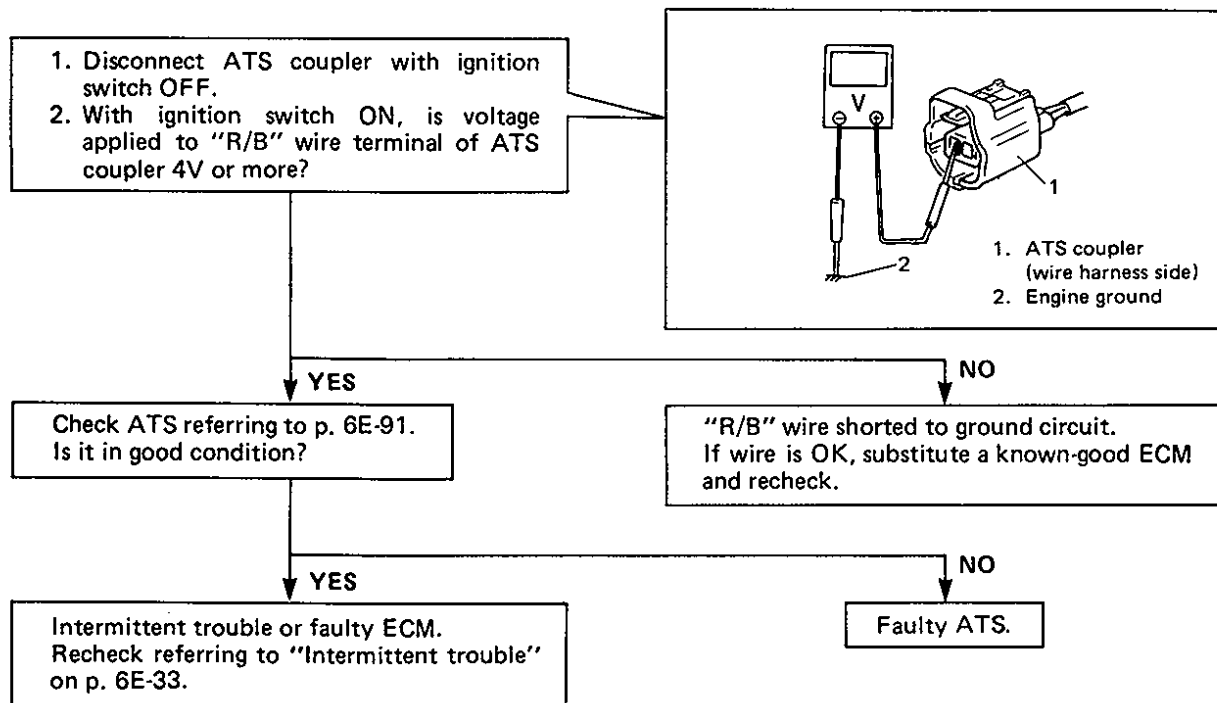 1. Disconnect ATS coupler with ignition
switch OFF.
2. With ignition switch ON, is voltage
applied to "R/B" wire terminal of ATS
coupler 4V or more?
V
1
2
1. ATS coupler
(wire harness side)
2. Engine ground
YES
NO
Check ATS referring to p. 6E-91.
Is it in good condition?
"R/B" wire shorted to ground circuit.
If wire is OK, substitute a known-good ECM
and recheck.
YES
NO
Intermittent trouble or faulty ECM.
Recheck referring to "Intermittent trouble"
on p. 6E-33.
Faulty ATS.